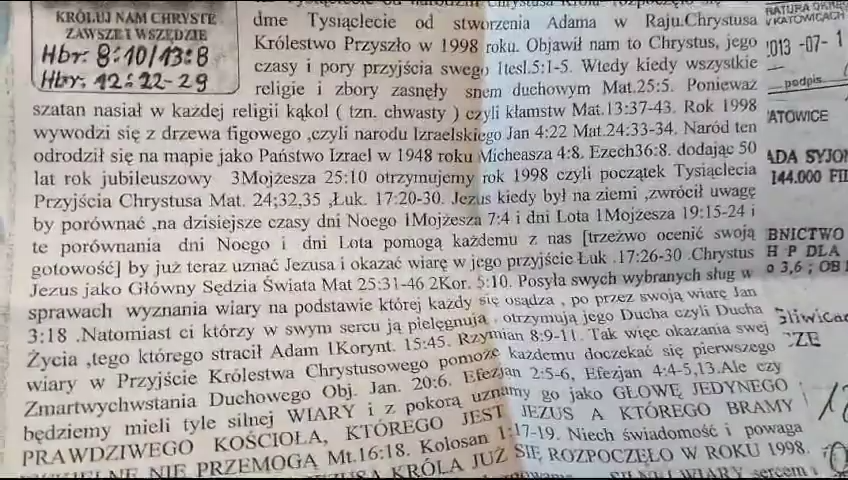 KRÓLUJ NAM CHRYSTE
ZAWSZE I WSZĘDZIE
Hbr: 8:10/13:8
Hbr: 12:22-29
dme Tysiąclecie od stworzenia Adama w Raju.Chrystusa
Królestwo Przyszło w 1998 roku. Objawił nam to Chrystus, jego
czasy i pory przyjścia swego 1tesl.5:1-5. Wtedy kiedy wszystkie
religie i zbory zasnęły snem duchowym Mat.25:5. Ponieważ
szatan nasiał w każdej religii kąkol ( tzn. chwasty ) czyli kłamstw Mat.13:37-43. Rok 1998
wywodzi się z drzewa figowego ,czyli narodu Izraelskiego Jan 4:22 Mat.24:33-34. Naród ten
odrodził się na mapie jako Państwo Izrael w 1948 roku Micheasza 4:8. Ezech36:8. dodając 50
lat rok jubileuszowy 3Mojżesza 25:10 otrzymujemy rok 1998 czyli początek Tysiąclecia
Przyjścia Chrystusa Mat. 24;32,35 ,Łuk. 17:20-30. Jezus kiedy był na ziemi ,zwrócił uwagę
by porównać ,na dzisiejsze czasy dni Noego 1Mojżesza 7:4 i dni Lota 1Mojżesza 19:15-24 i
te porównania dni Noego i dni Lota pomogą każdemu z nas [trzeźwo ocenić swoją
gotowość] by już teraz uznać Jezusa i okazać wiarę w jego przyjście Łuk .17:26-30 .Chrystus
Jezus jako Główny Sędzia Świata Mat 25:31-46 2Kor. 5:10. Posyła swych wybranych sług w
sprawach wyznania wiary na podstawie której każdy się osądza , po przez swoją wiarę Jan
3:18 .Natomiast ci którzy w swym sercu ją pielęgnują , otrzymują jego Ducha czyli Ducha
Życia ,tego którego stracił Adam 1Korynt. 15:45. Rzymian 8:9-11. Tak więc okazania swej
wiary w Przyjście Królestwa Chrystusowego pomoże każdemu doczekać się pierwszego
Zmartwychwstania Duchowego Obj. Jan. 20:6. Efezjan 2:5-6, Efezjan 4:4-5,13.Ale czy
będziemy mieli tyle silnej WIARY i z pokorą uznamy go jako GŁOWĘ JEDYNEGO
PRAWDZIWEGO KOŚCIOŁA, KTÓREGO JEST JEZUS A KTÓREGO BRAMY
NIE PRZEMOGĄ Mt.16:18. Kolosan 1:17-19. Niech świadomość i powaga
KRÓLA JUŻ SIĘ ROZPOCZĘŁO W ROKU 1998.
KATOWICACH
013 -07- 1
podpis
ATOWICE
ADA SYJON
144.000 FIL
BNICTWO
H P DLA
o 3,6 ; OB
Gliwicac
CZE